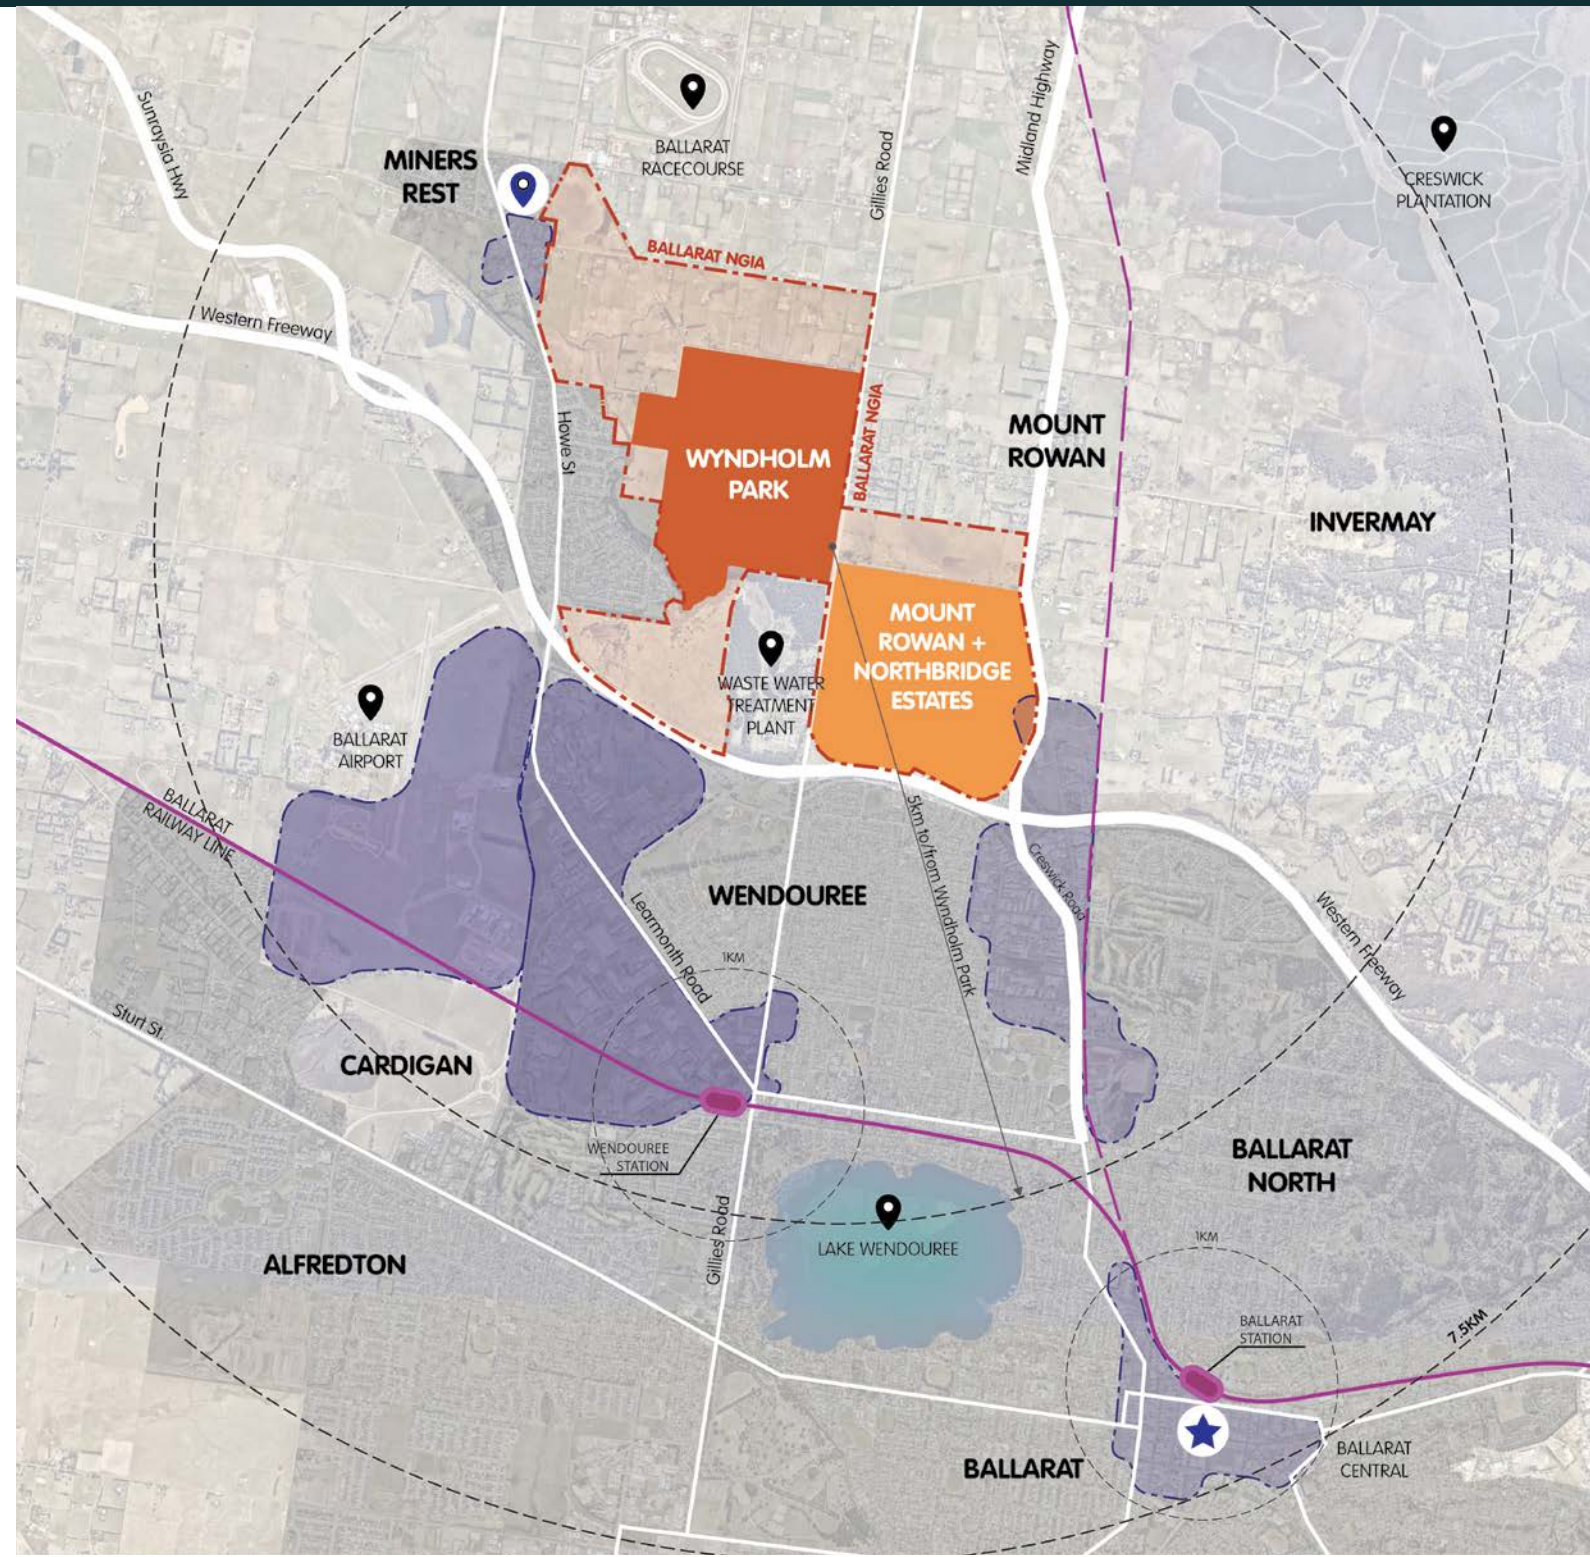 Sunraysia Hwy
MINERS
REST
BALLARAT
RACECOURSE
Gillies Road
Midland Highway
CRESWICK
PLANTATION
BALLARAT NGIA
Western Freeway
Howe St
WYNDHOLM
PARK
BALLARAT NGIA
MOUNT
ROWAN
INVERMAY
MOUNT
ROWAN +
NORTHBRIDGE
ESTATES
WASTE WATER
TREATMENT
PLANT
BALLARAT
AIRPORT
BALLARAT
RAILWAY LINE
5km to/from Wyndholm Park
WENDOUREE
Creswick Road
Western Freeway
Learmonth Road
1KM
Sturt St.
CARDIGAN
WENDOUREE
STATION
BALLARAT
NORTH
Gillies Road
LAKE WENDOUREE
ALFREDTON
1KM
BALLARAT
STATION
7.5KM
BALLARAT
BALLARAT
CENTRAL